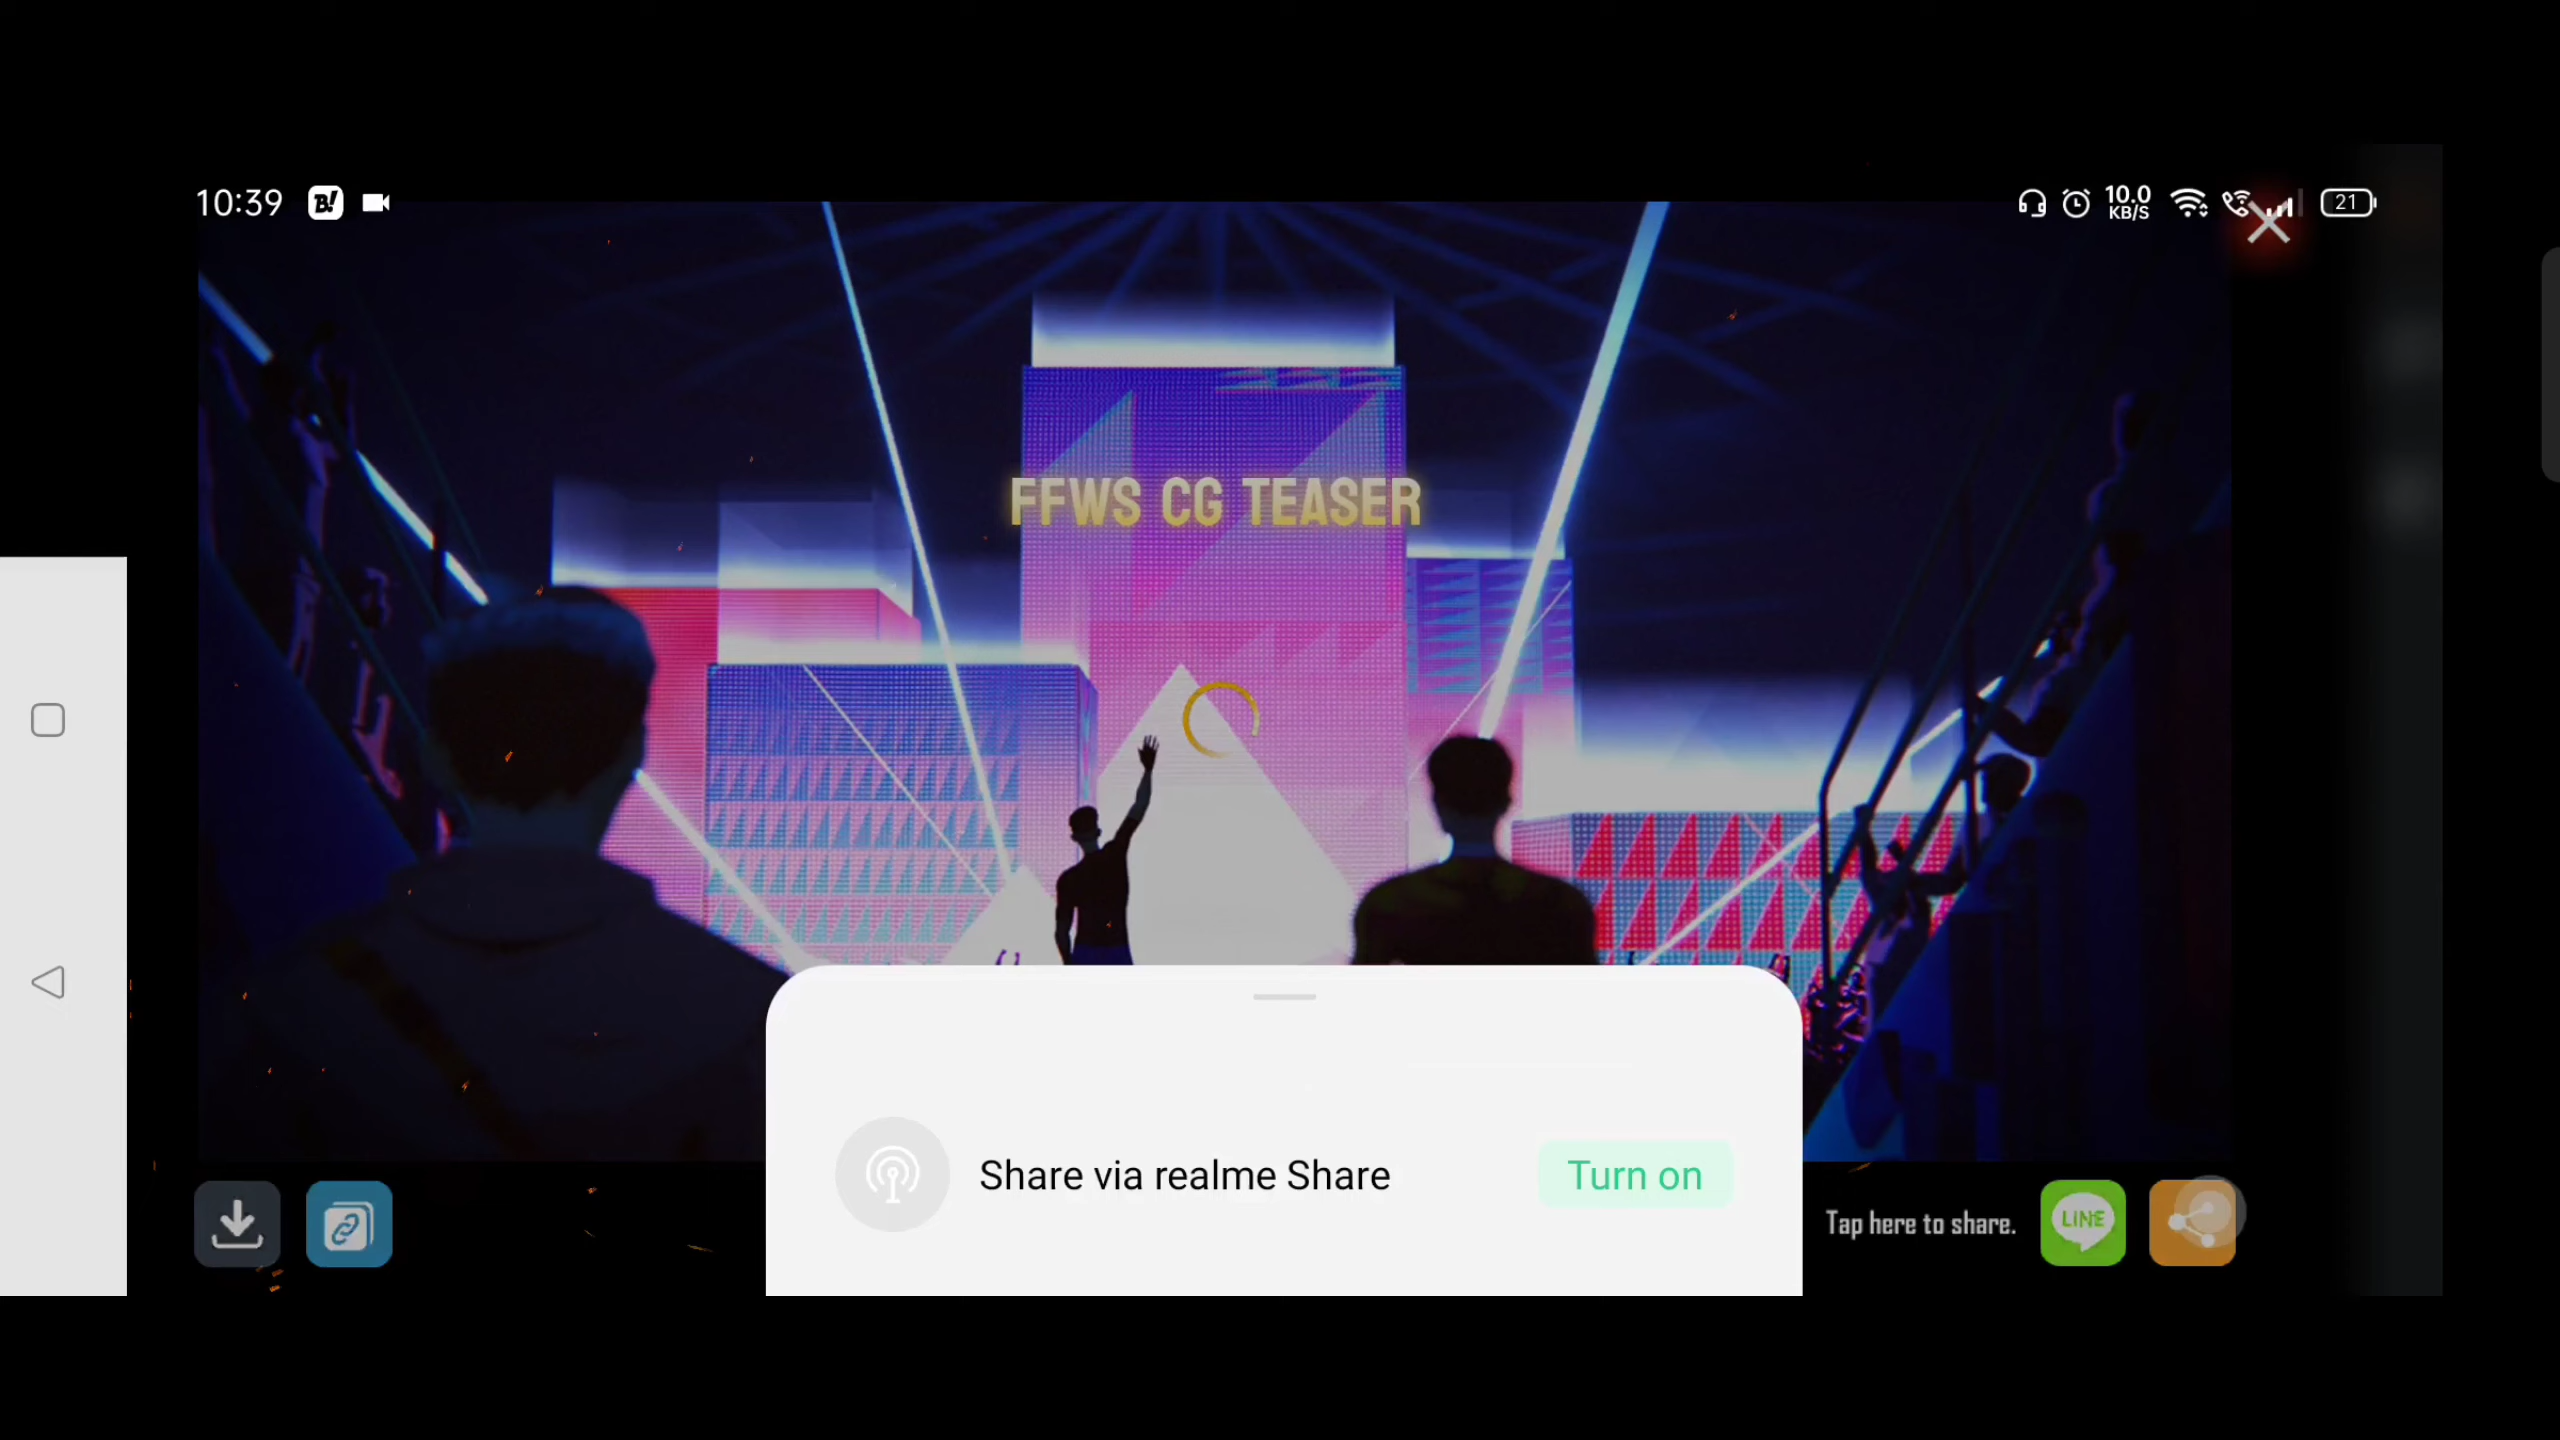 10:39
B!
10.0
KB/S
21
FFWS CG TEASER
Share via realme Share
Turn on
Tap here to share.
LINE